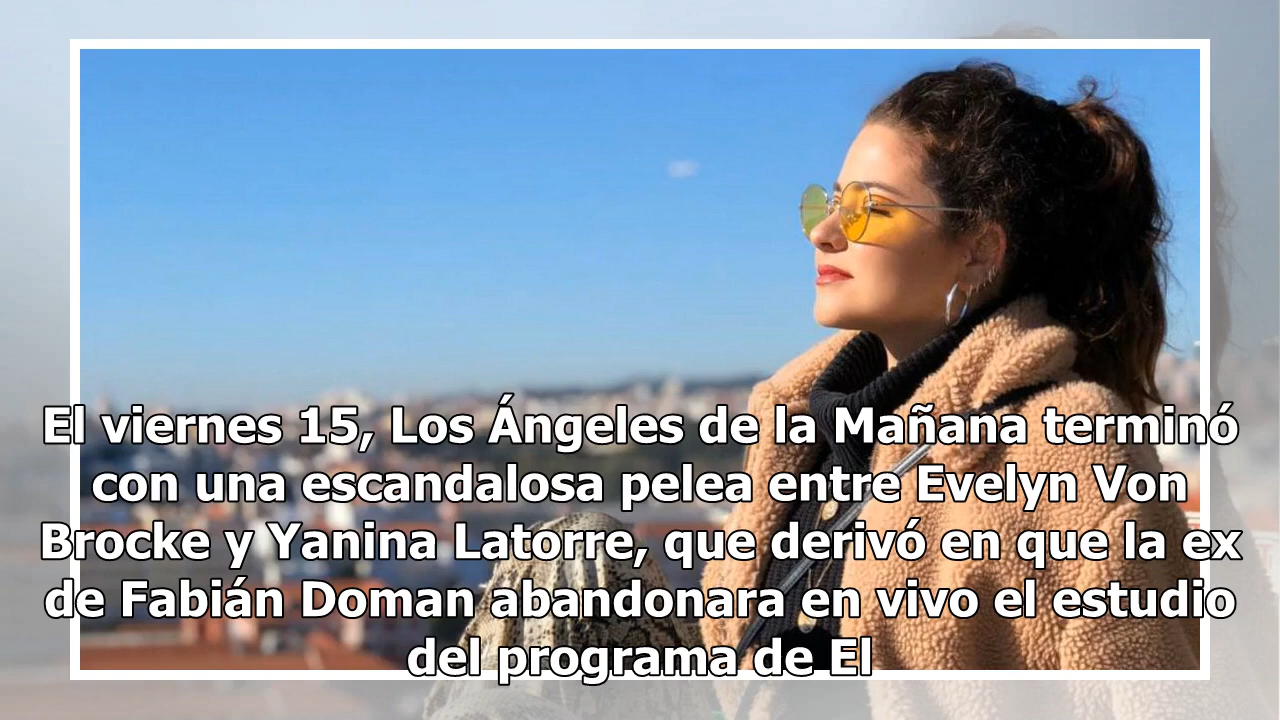 El viernes 15, Los Ángeles de la Mañana terminó
con una escandalosa pelea entre Evelyn Von
Brocke y Yanina Latorre, que derivó en que la ex
de Fabián Doman abandonara en vivo el estudio
del programa de El